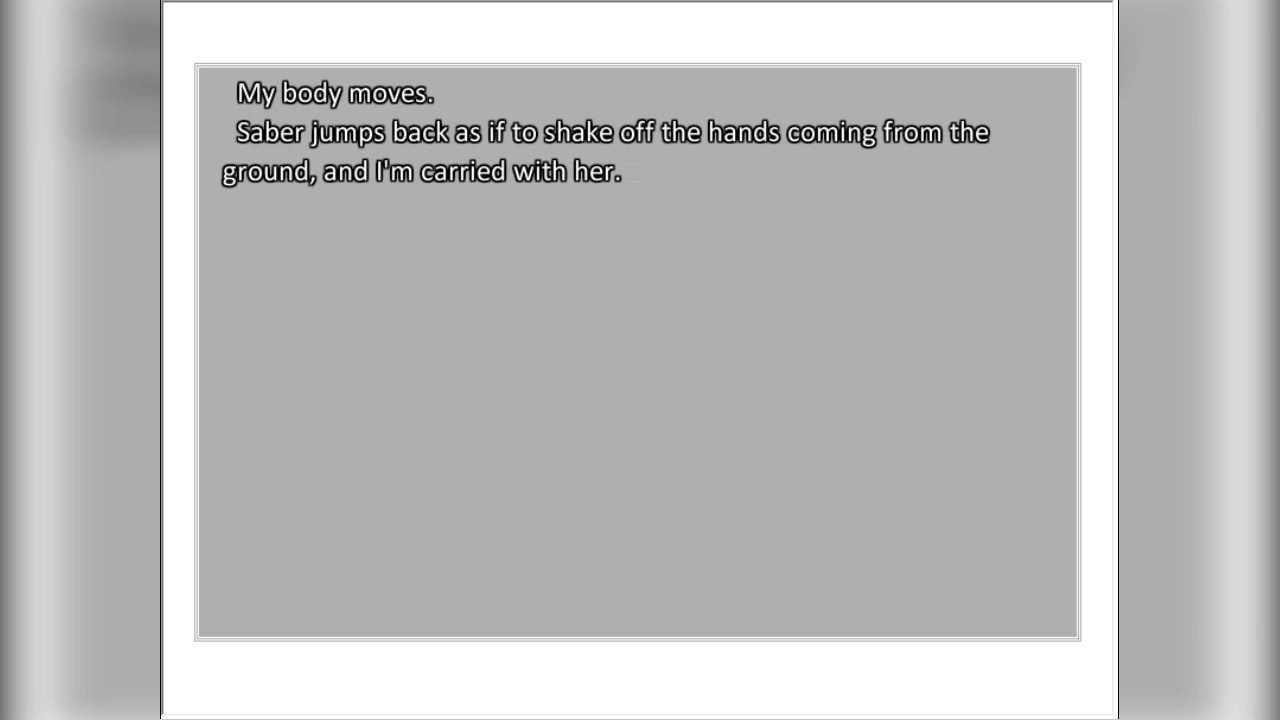 My body moves.
Saber jumps back as if to shake off the hands coming from the
ground, and I'm carried with her.